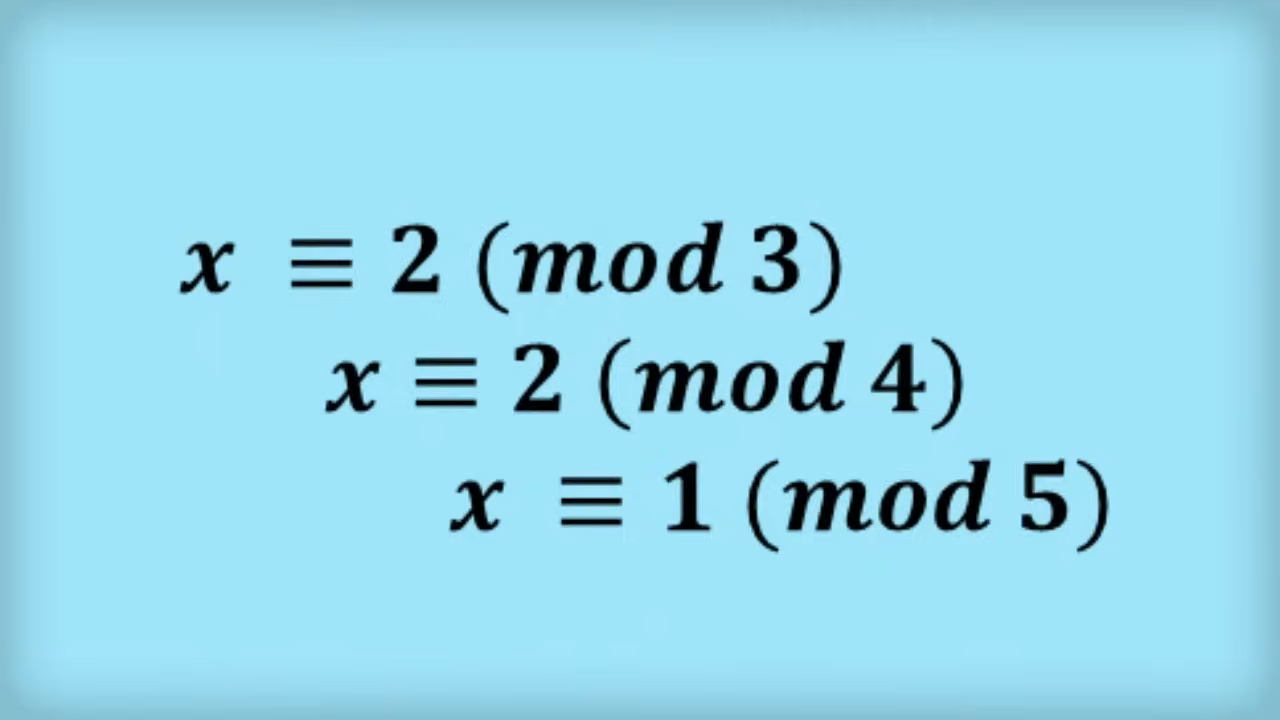 x ≡ 2 (mod 3)
x ≡ 2 (mod 4)
x ≡ 1 (mod 5)